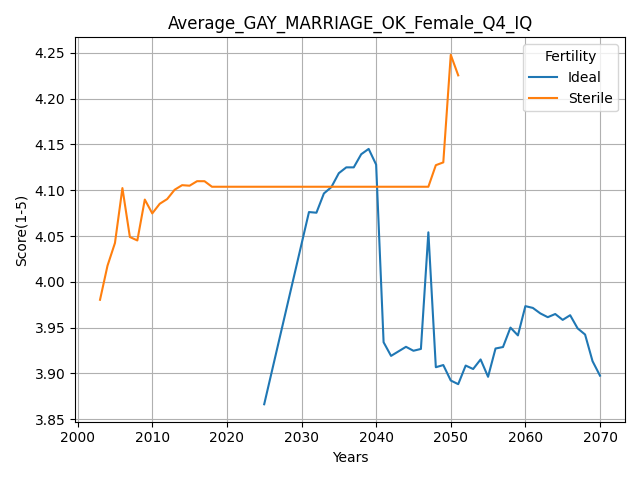 Average_GAY_MARRIAGE_OK_Female_Q4_IQ
Fertility
Ideal
Sterile
Score(1-5)
4.25
4.20
4.15
4.10
4.05
4.00
3.95
3.90
3.85
2000 2010 2020 2030 2040 2050 2060 2070
Years